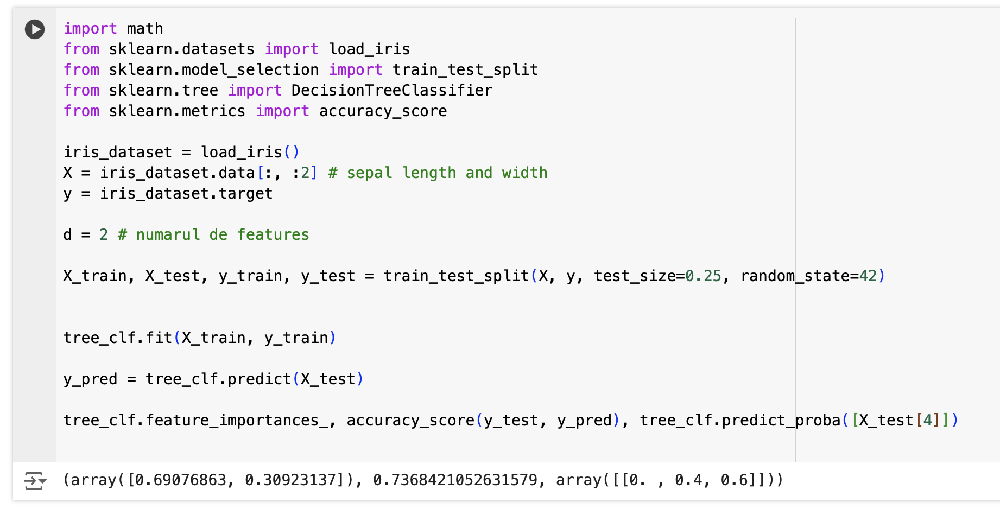 import math
from sklearn.datasets import load_iris
from sklearn.model_selection import train_test_split
from sklearn.tree import DecisionTreeClassifier
from sklearn.metrics import accuracy_score
iris_dataset = load_iris()
X = iris_dataset.data[:, :2] # sepal length and width
y = iris_dataset.target
d = 2 # numarul de features
X_train, X_test, y_train, y_test = train_test_split(X, y, test_size=0.25, random_state=42)
tree_clf.fit(X_train, y_train)
y_pred = tree_clf.predict(X_test)
tree_clf.feature_importances_, accuracy_score(y_test, y_pred), tree_clf.predict_proba([X_test[4]])
(array([0.69076863, 0.30923137]), 0.7368421052631579, array([[0. , 0.4, 0.6]]))